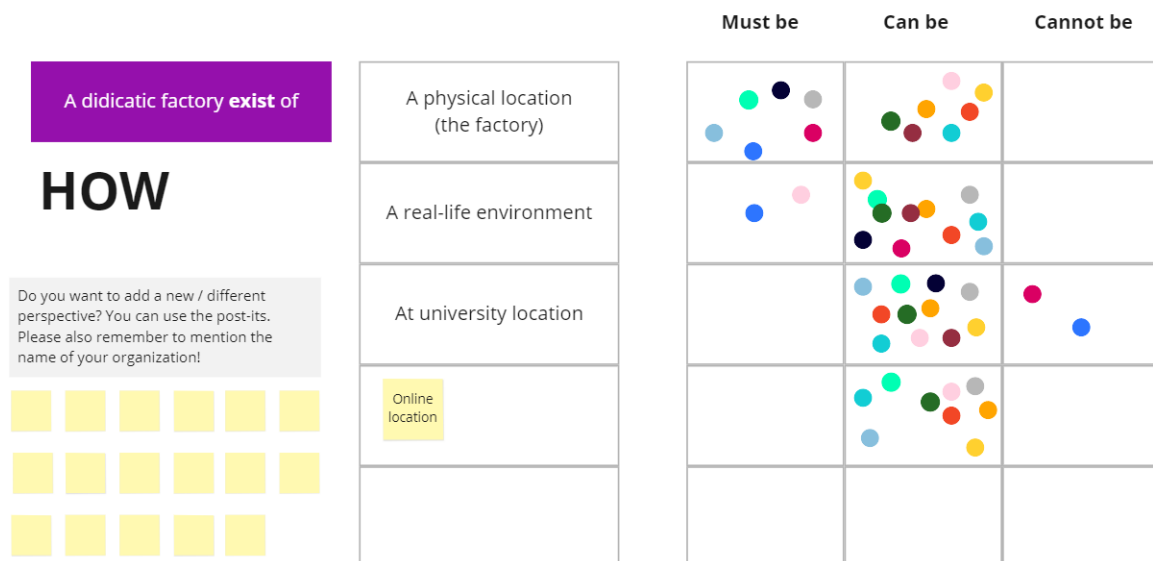 Must be
Can be
Cannot be
A didicatic factory exist of
A physical location
(the factory)
HOW
A real-life environment
Do you want to add a new / different
perspective? You can use the post-its.
Please also remember to mention the
name of your organization!
At university location
Online
location